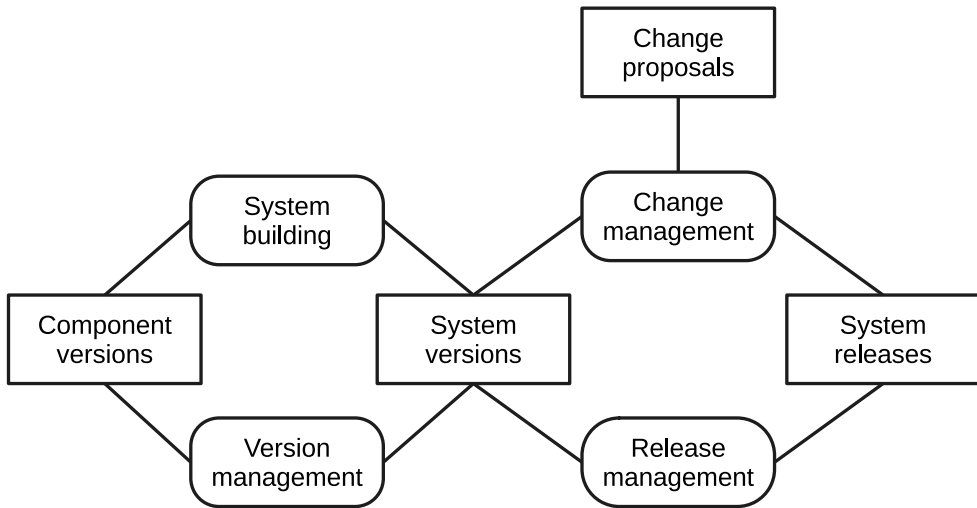 Change
proposals
System
building
Change
management
Component
versions
System
versions
System
releases
Version
management
Release
management